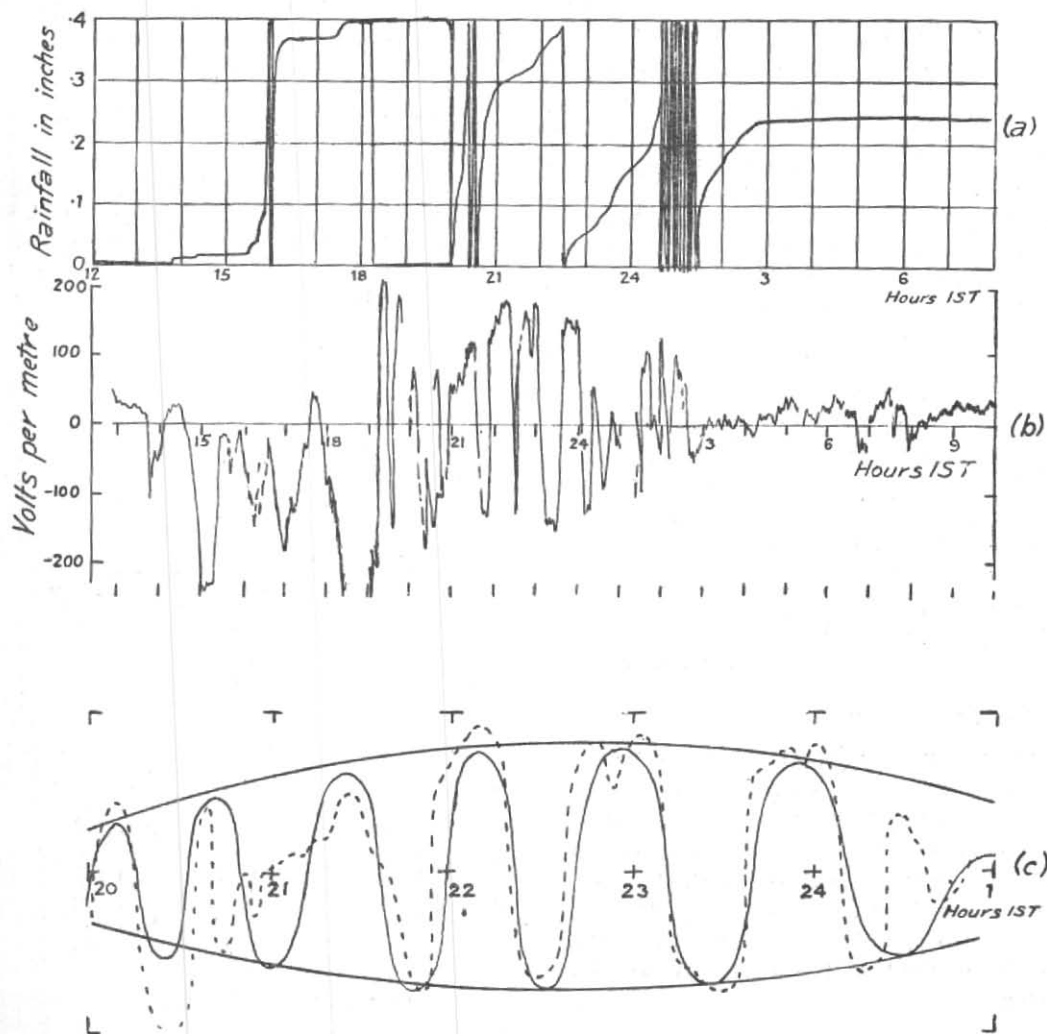 Rainfall in inches
.4
.3
.2
.1
0
12 15 18 21 24 3 6
Hours IST
(a)
Volts per metre
200
100
0
-100
-200
15 18 21 24 3 6 9
Hours IST
(b)
20 21 22 23 24 1
Hours IST
(c)